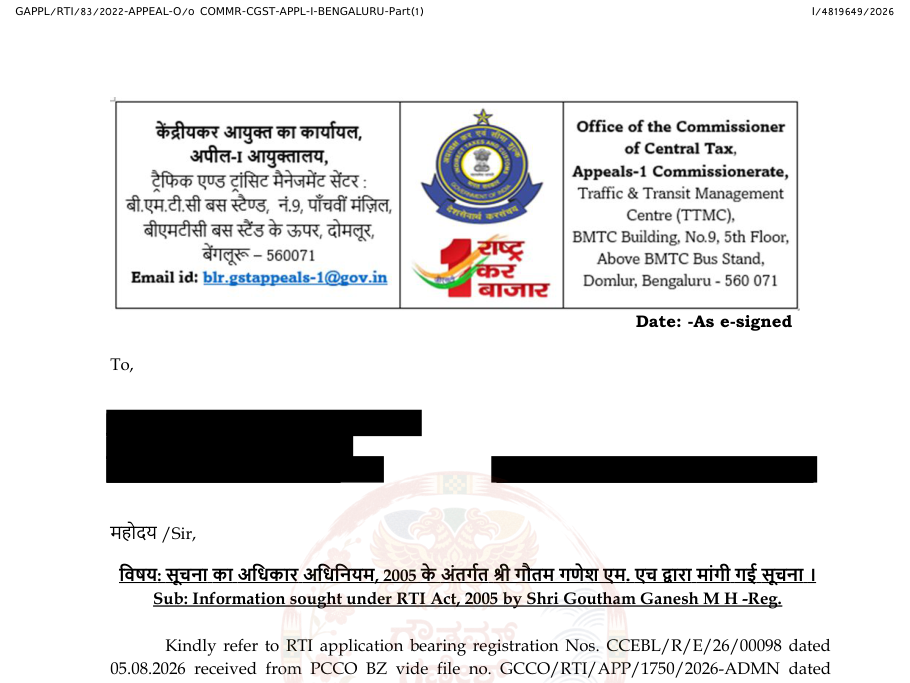 GAPPL/RTI/83/2022-APPEAL-O/o COMMR-CGST-APPL-I-BENGALURU-Part(1)
I/4819649/2026
केंद्रीयकर आयुक्त का कार्यायल,
अपील-I आयुक्तालय,
ट्रैफिक एण्ड ट्रांसिट मैनेजमेंट सेंटर :
बी.एम.टी.सी बस स्टैण्ड, नं.9, पाँचवीं मंज़िल,
बीएमटीसी बस स्टैंड के ऊपर, दोमलूर,
बेंगलूरू – 560071
Email id: blr.gstappeals-1@gov.in
देशसेवार्थ करसंचय
1 राष्ट्र
कर
बाजार
Office of the Commissioner
of Central Tax,
Appeals-1 Commissionerate,
Traffic & Transit Management
Centre (TTMC),
BMTC Building, No.9, 5th Floor,
Above BMTC Bus Stand,
Domlur, Bengaluru - 560 071
Date: -As e-signed
To,
महोदय /Sir,
विषय: सूचना का अधिकार अधिनियम, 2005 के अंतर्गत श्री गौतम गणेश एम. एच द्वारा मांगी गई सूचना ।
Sub: Information sought under RTI Act, 2005 by Shri Goutham Ganesh M H -Reg.
Kindly refer to RTI application bearing registration Nos. CCEBL/R/E/26/00098 dated
05.08.2026 received from PCCO BZ vide file no. GCCO/RTI/APP/1750/2026-ADMN dated